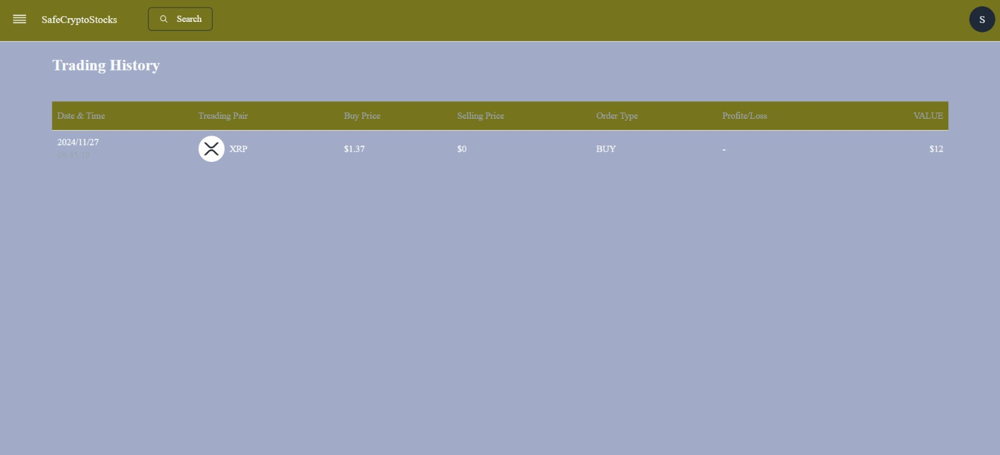 SafeCryptoStocks
Search
S
Trading History
Date & Time Treading Pair Buy Price Selling Price Order Type Profite/Loss VALUE
2024/11/27
09:45:19
XRP $1.37 $0 BUY - $12